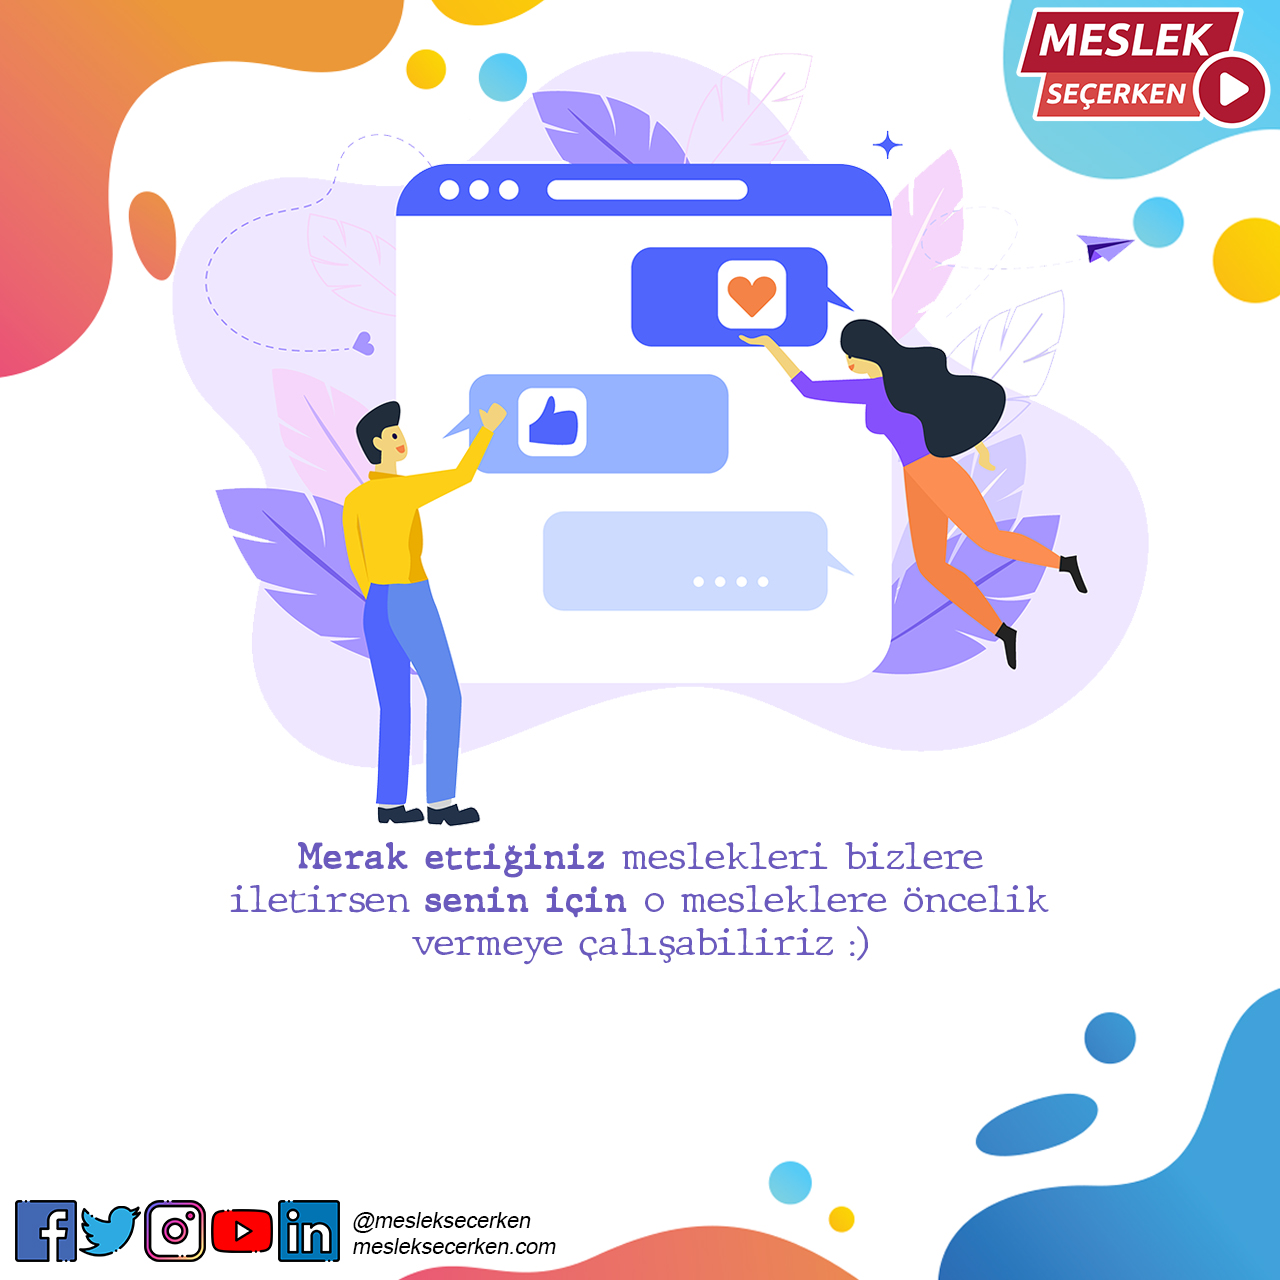 MESLEK
SEÇERKEN
Merak ettiğiniz meslekleri bizlere
iletirsen senin için o mesleklere öncelik
vermeye çalışabiliriz :)
@mesleksecerken
mesleksecerken.com